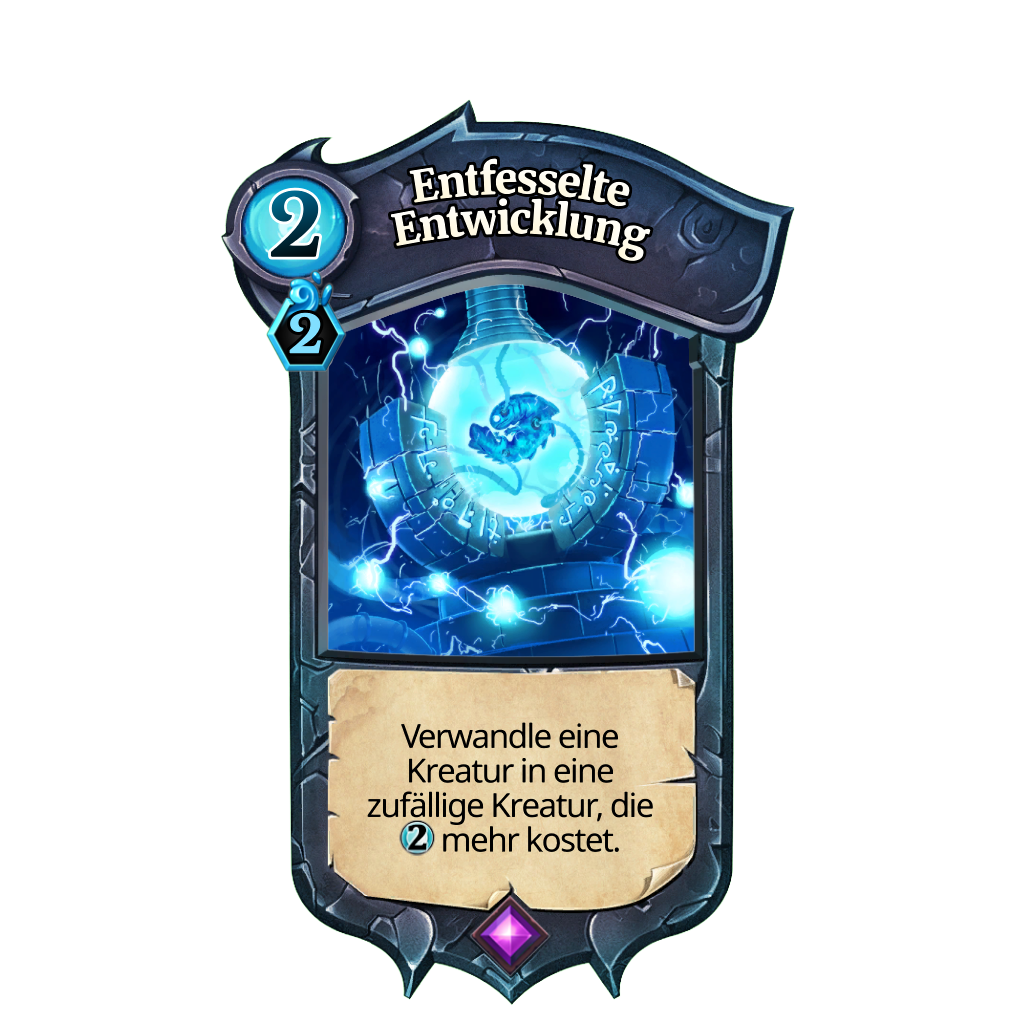 2
Entfesselte
Entwicklung
2
Verwandle eine
Kreatur in eine
zufällige Kreatur, die
2 mehr kostet.